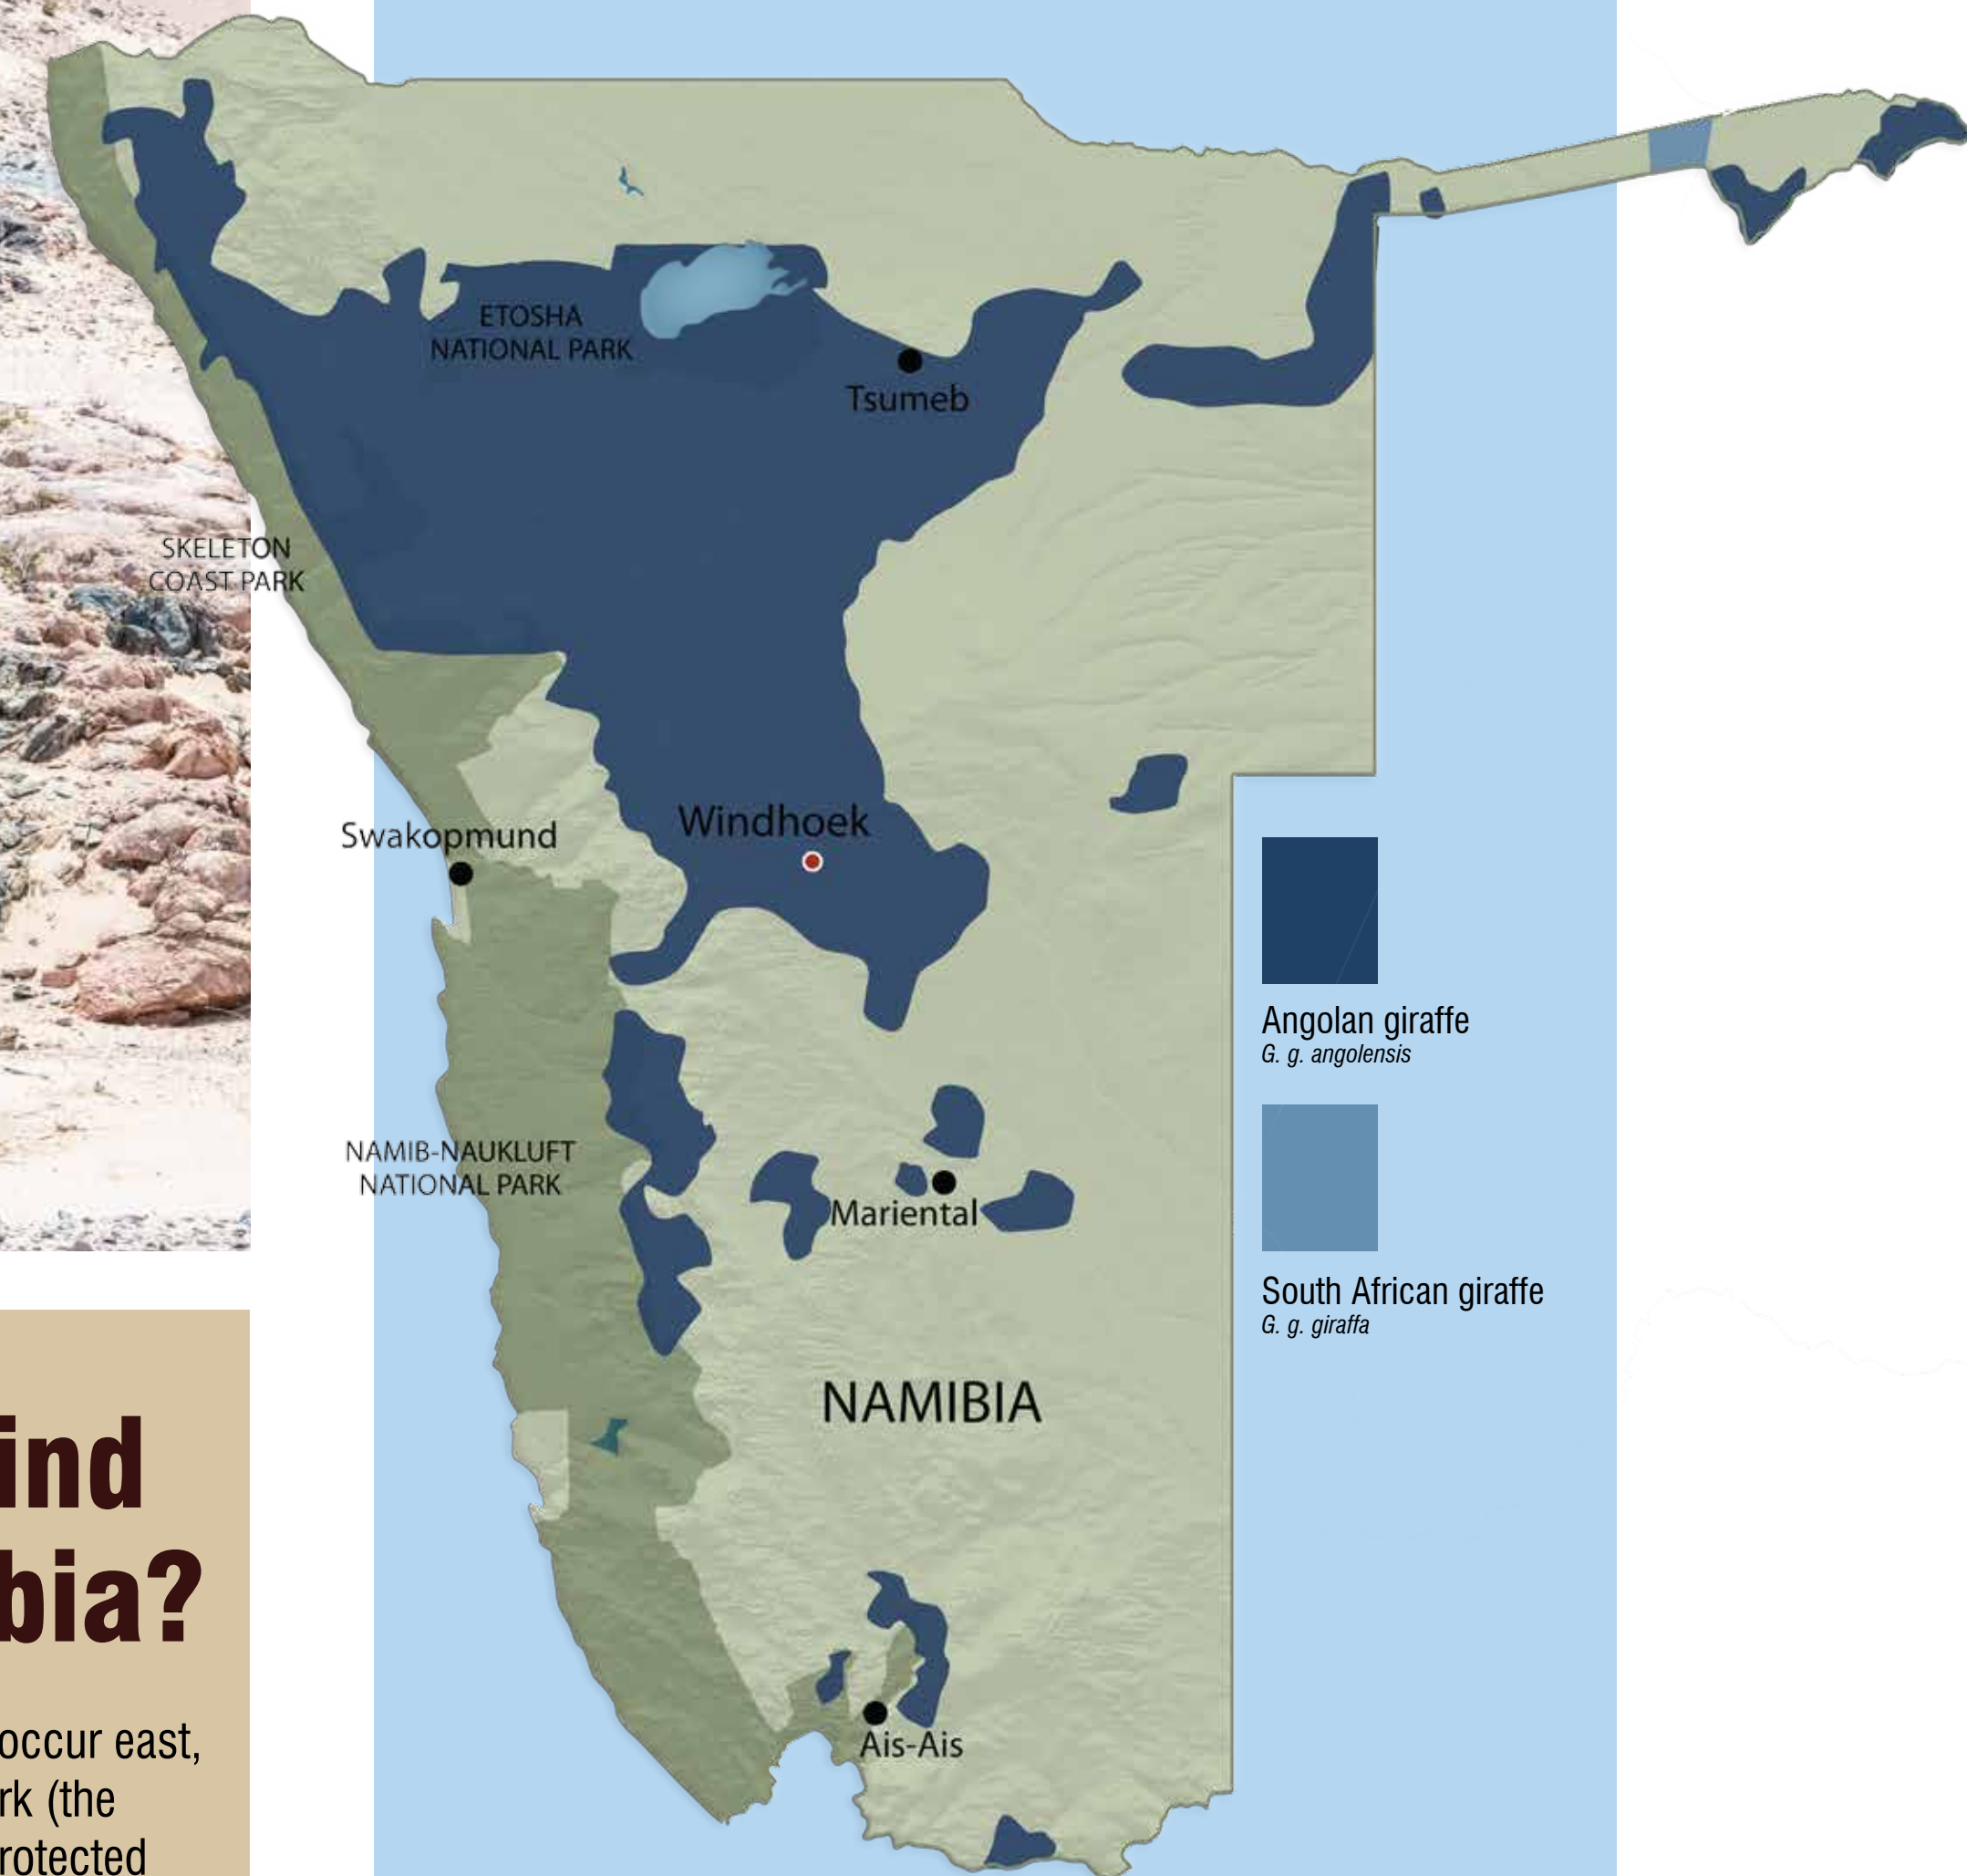 ETOSHA
NATIONAL PARK
Tsumeb
SKELETON
COAST PARK
Swakopmund
Windhoek
Angolan giraffe
G. g. angolensis
NAMIB-NAUKLUFT
NATIONAL PARK
Mariental
South African giraffe
G. g. giraffa
NAMIBIA
Ais-Ais
ind
bia?
occur east,
rk (the
rotected